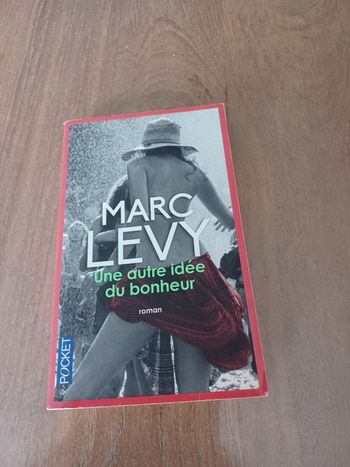 MARC
LEVY
Une autre idée
du bonheur
roman
POCKET